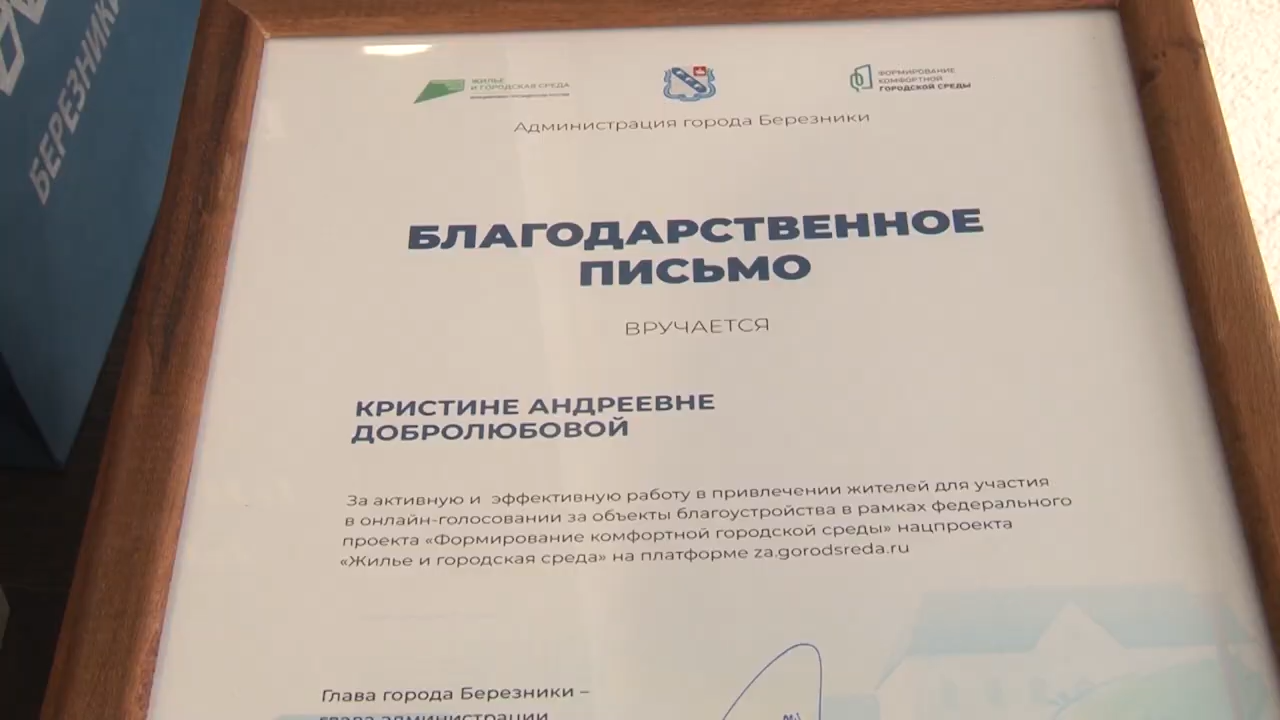 БЕРЕЗНИКИ
ЖИЛЬЕ
И ГОРОДСКАЯ СРЕДА
ФОРМИРОВАНИЕ
КОМФОРТНОЙ
ГОРОДСКОЙ СРЕДЫ
Администрация города Березники
БЛАГОДАРСТВЕННОЕ
ПИСЬМО
ВРУЧАЕТСЯ
КРИСТИНЕ АНДРЕЕВНЕ
ДОБРОЛЮБОВОЙ
За активную и эффективную работу в привлечении жителей для участия
в онлайн-голосовании за объекты благоустройства в рамках федерального
проекта «Формирование комфортной городской среды» нацпроекта
«Жилье и городская среда» на платформе za.gorodsreda.ru
Глава города Березники –
глава администрации